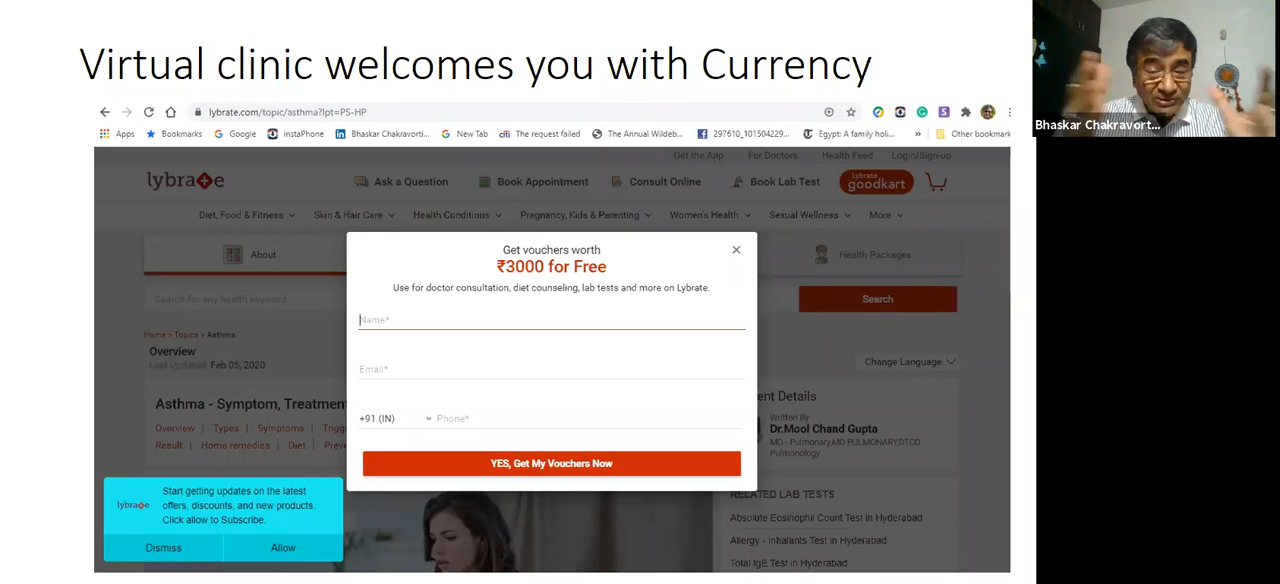 Virtual clinic welcomes you with Currency
Bhaskar Chakravort...
lybrate.com/topic/asthma?lpt=PS-HP
Apps Bookmarks Google instaPhone Bhaskar Chakravorti... New Tab The request failed The Annual Wildeb... 297610_101504229... Egypt: A family holi... » Other bookmark
Get the App For Doctors Health Feed Login/Sign-up
lybrate Ask a Question Book Appointment Consult Online Book Lab Test Lybrate goodkart
Diet, Food & Fitness Skin & Hair Care Health Conditions Pregnancy, Kids & Parenting Women's Health Sexual Wellness More
About Health Packages
Search for any health keyword Search
Home > Topics > Asthma
Overview
Last Updated: Feb 05, 2020
Change Language
Asthma - Symptom, Treatment
Overview | Types | Symptoms |
Result | Home remedies | Diet |
Get vouchers worth
₹3000 for Free
Use for doctor consultation, diet counseling, lab tests and more on Lybrate.
Name*
Email*
+91 (IN) Phone*
YES, Get My Vouchers Now
Details
Written By
Dr.Mool Chand Gupta
MD - Pulmonary,MD PULMONARY,DTCD
Pulmonology
RELATED LAB TESTS
Absolute Eosinophil Count Test in Hyderabad
Allergy - Inhalants Test in Hyderabad
Total IgE Test in Hyderabad
lybrate
Start getting updates on the latest
offers, discounts, and new products.
Click allow to Subscribe.
Dismiss Allow